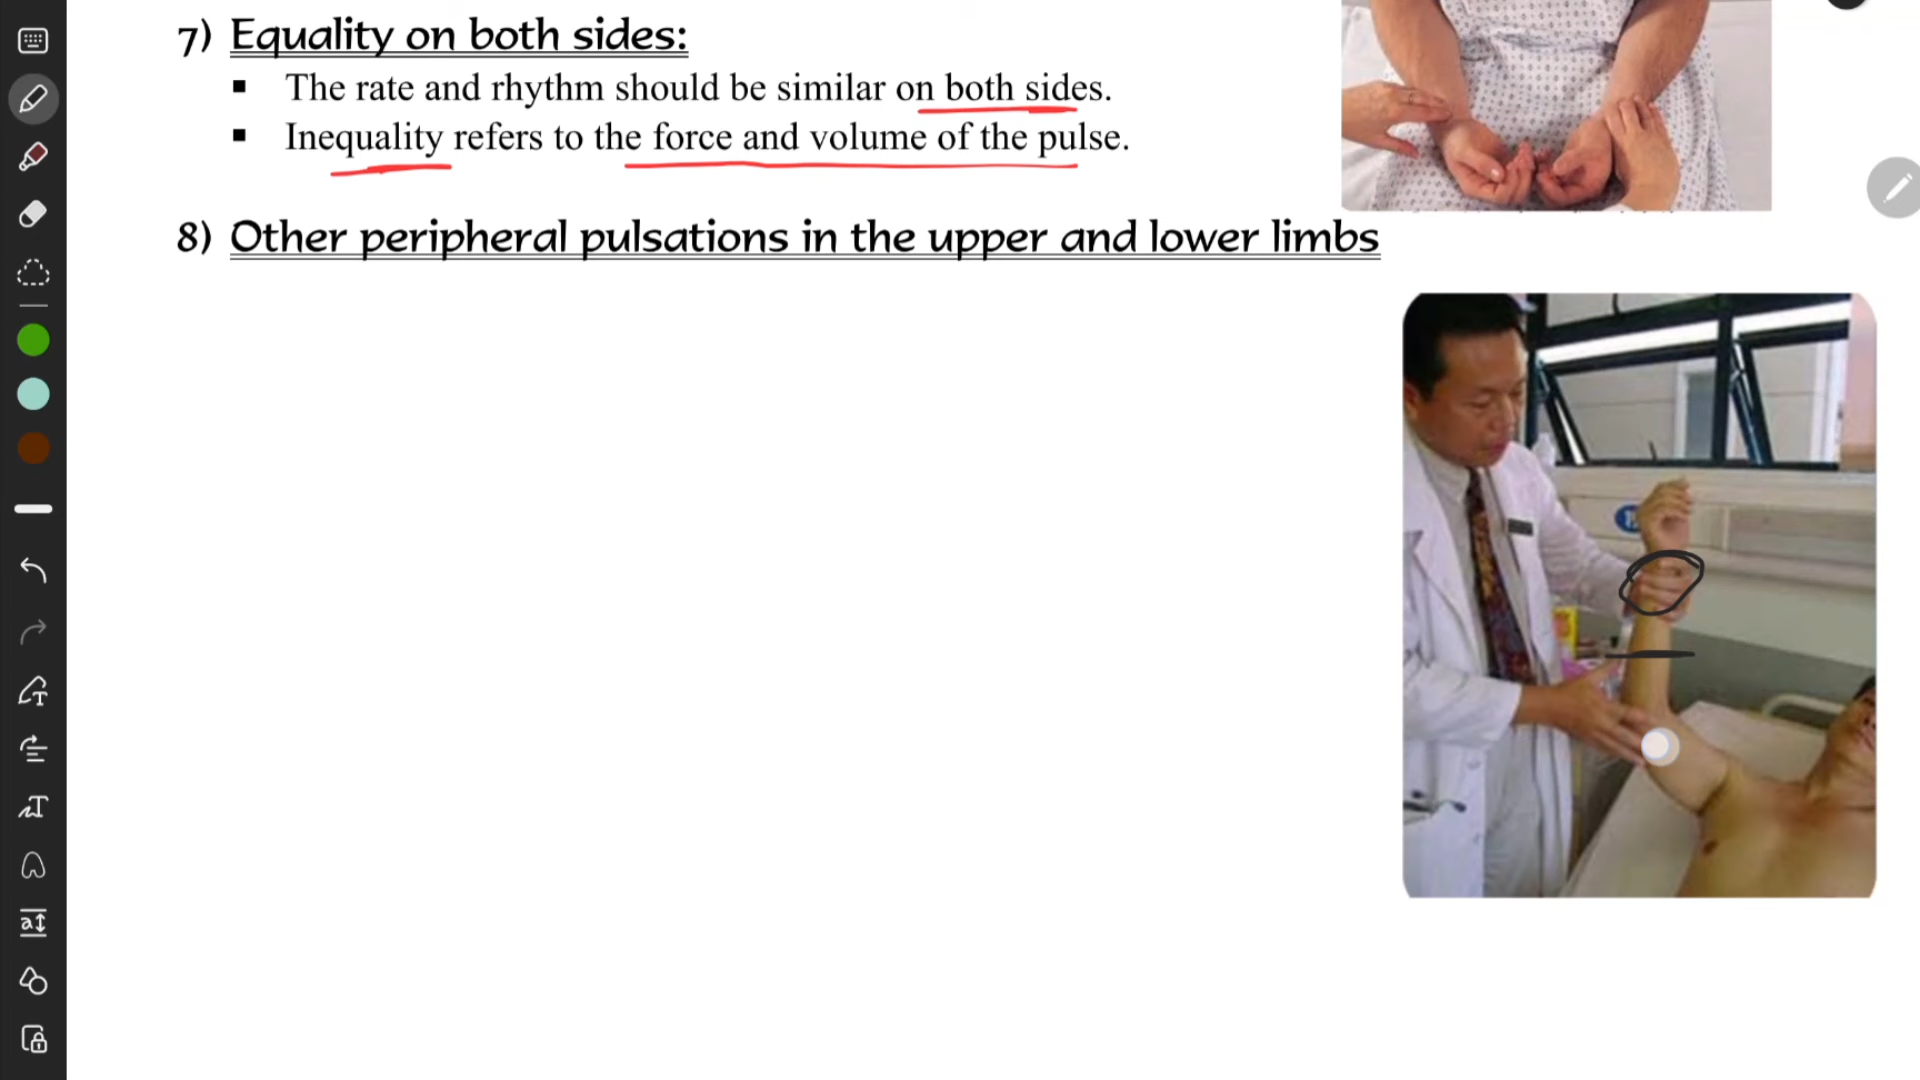 7) Equality on both sides:
▪ The rate and rhythm should be similar on both sides.
▪ Inequality refers to the force and volume of the pulse.
8) Other peripheral pulsations in the upper and lower limbs